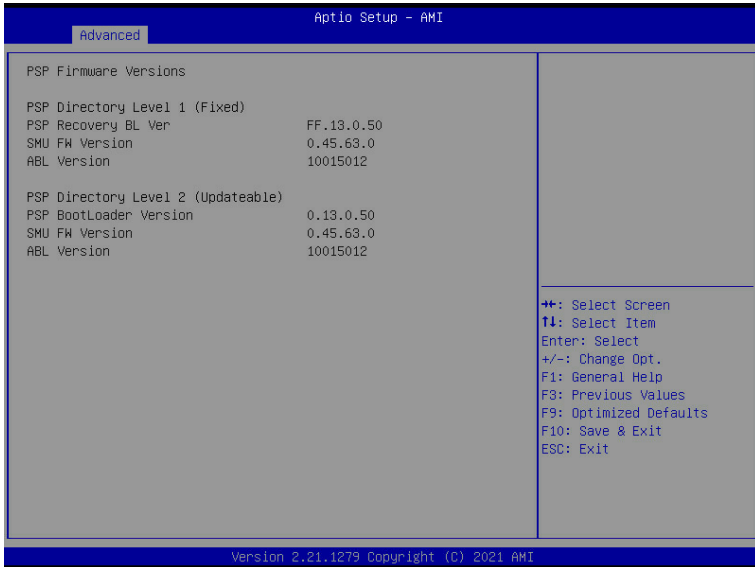 Aptio Setup - AMI
Advanced
PSP Firmware Versions
PSP Directory Level 1 (Fixed)
PSP Recovery BL Ver FF.13.0.50
SMU FW Version 0.45.63.0
ABL Version 10015012
PSP Directory Level 2 (Updateable)
PSP BootLoader Version 0.13.0.50
SMU FW Version 0.45.63.0
ABL Version 10015012
→←: Select Screen
↑↓: Select Item
Enter: Select
+/-: Change Opt.
F1: General Help
F3: Previous Values
F9: Optimized Defaults
F10: Save & Exit
ESC: Exit
Version 2.21.1279 Copyright (C) 2021 AMI